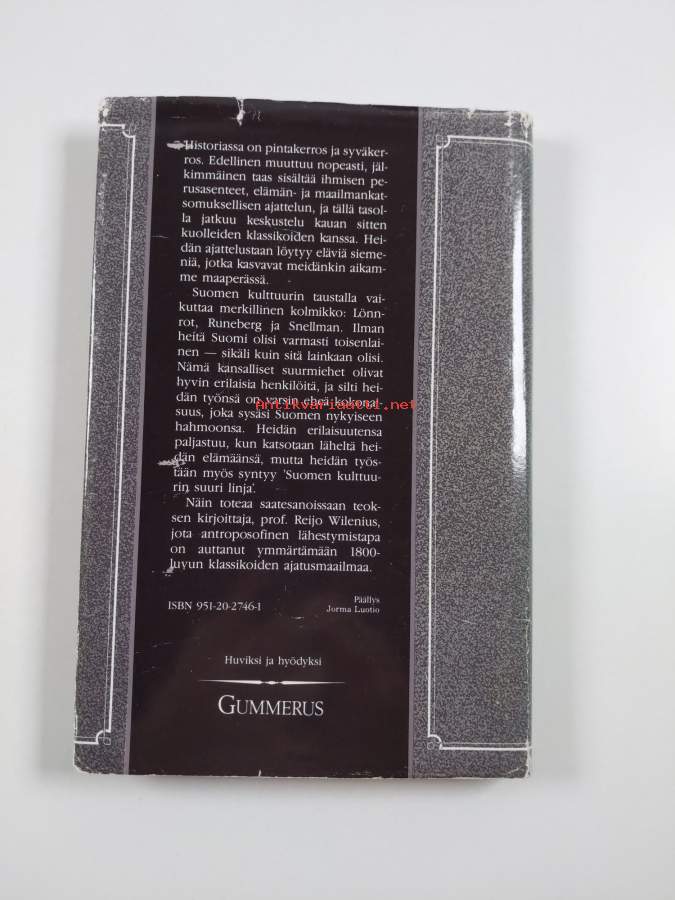 Historiassa on pintakerros ja syväker-
ros. Edellinen muuttuu nopeasti, jäl-
kimmäinen taas sisältää ihmisen pe-
rusasenteet, elämän- ja maailmankat-
somuksellisen ajattelun, ja tällä tasol-
la jatkuu keskustelu kauan sitten
kuolleiden klassikoiden kanssa. Hei-
dän ajattelustaan löytyy eläviä sieme-
niä, jotka kasvavat meidänkin aikam-
me maaperässä.
Suomen kulttuurin taustalla vai-
kuttaa merkillinen kolmikko: Lönn-
rot, Runeberg ja Snellman. Ilman
heitä Suomi olisi varmasti toisenlai-
nen — sikäli kuin sitä lainkaan olisi.
Nämä kansalliset suurmiehet olivat
hyvin erilaisia henkilöitä, ja silti hei-
dän työnsä on varsin eheä kokonai-
suus, joka sysäsi Suomen nykyiseen
hahmoonsa. Heidän erilaisuutensa
paljastuu, kun katsotaan läheltä hei-
dän elämäänsä, mutta heidän työs-
tään myös syntyy 'Suomen kulttuu-
rin suuri linja'.
Näin toteaa saatesanoissaan teok-
sen kirjoittaja, prof. Reijo Wilenius,
jota antroposofinen lähestymistapa
on auttanut ymmärtämään 1800-
luvun klassikoiden ajatusmaailmaa.
ISBN 951-20-2746-1
Päällys
Jorma Luotio
Huviksi ja hyödyksi
GUMMERUS
Antikvariaatti.net